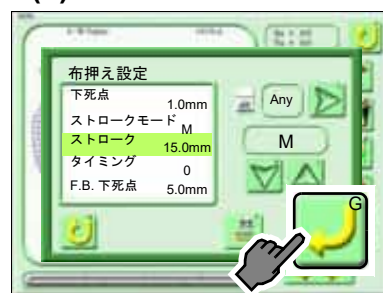 布押え設定
下死点
1.0mm
ストロークモード
M
ストローク
15.0mm
タイミング
0
F.B. 下死点
5.0mm
Any
M
G